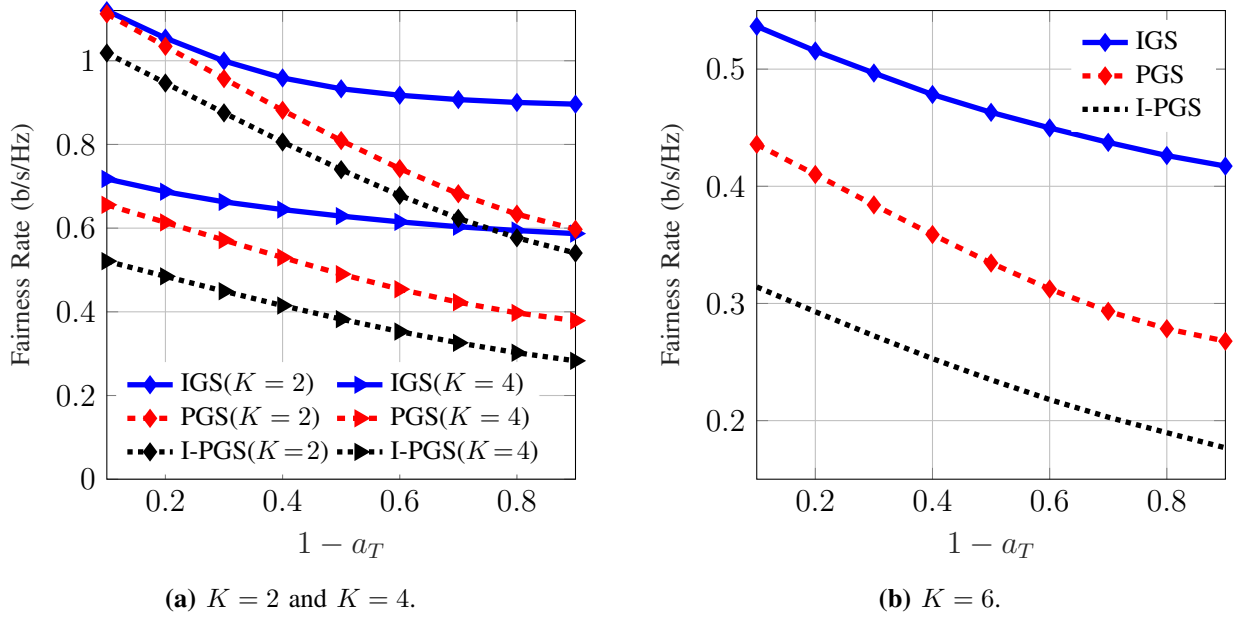 1
0.8
0.6
0.4
0.2
0
Fairness Rate (b/s/Hz)
IGS(K = 2) IGS(K = 4)
PGS(K = 2) PGS(K = 4)
I-PGS(K = 2) I-PGS(K = 4)
0.2 0.4 0.6 0.8
1 − a_T
(a) K = 2 and K = 4.
0.5
0.4
0.3
0.2
Fairness Rate (b/s/Hz)
IGS
PGS
I-PGS
0.2 0.4 0.6 0.8
1 − a_T
(b) K = 6.